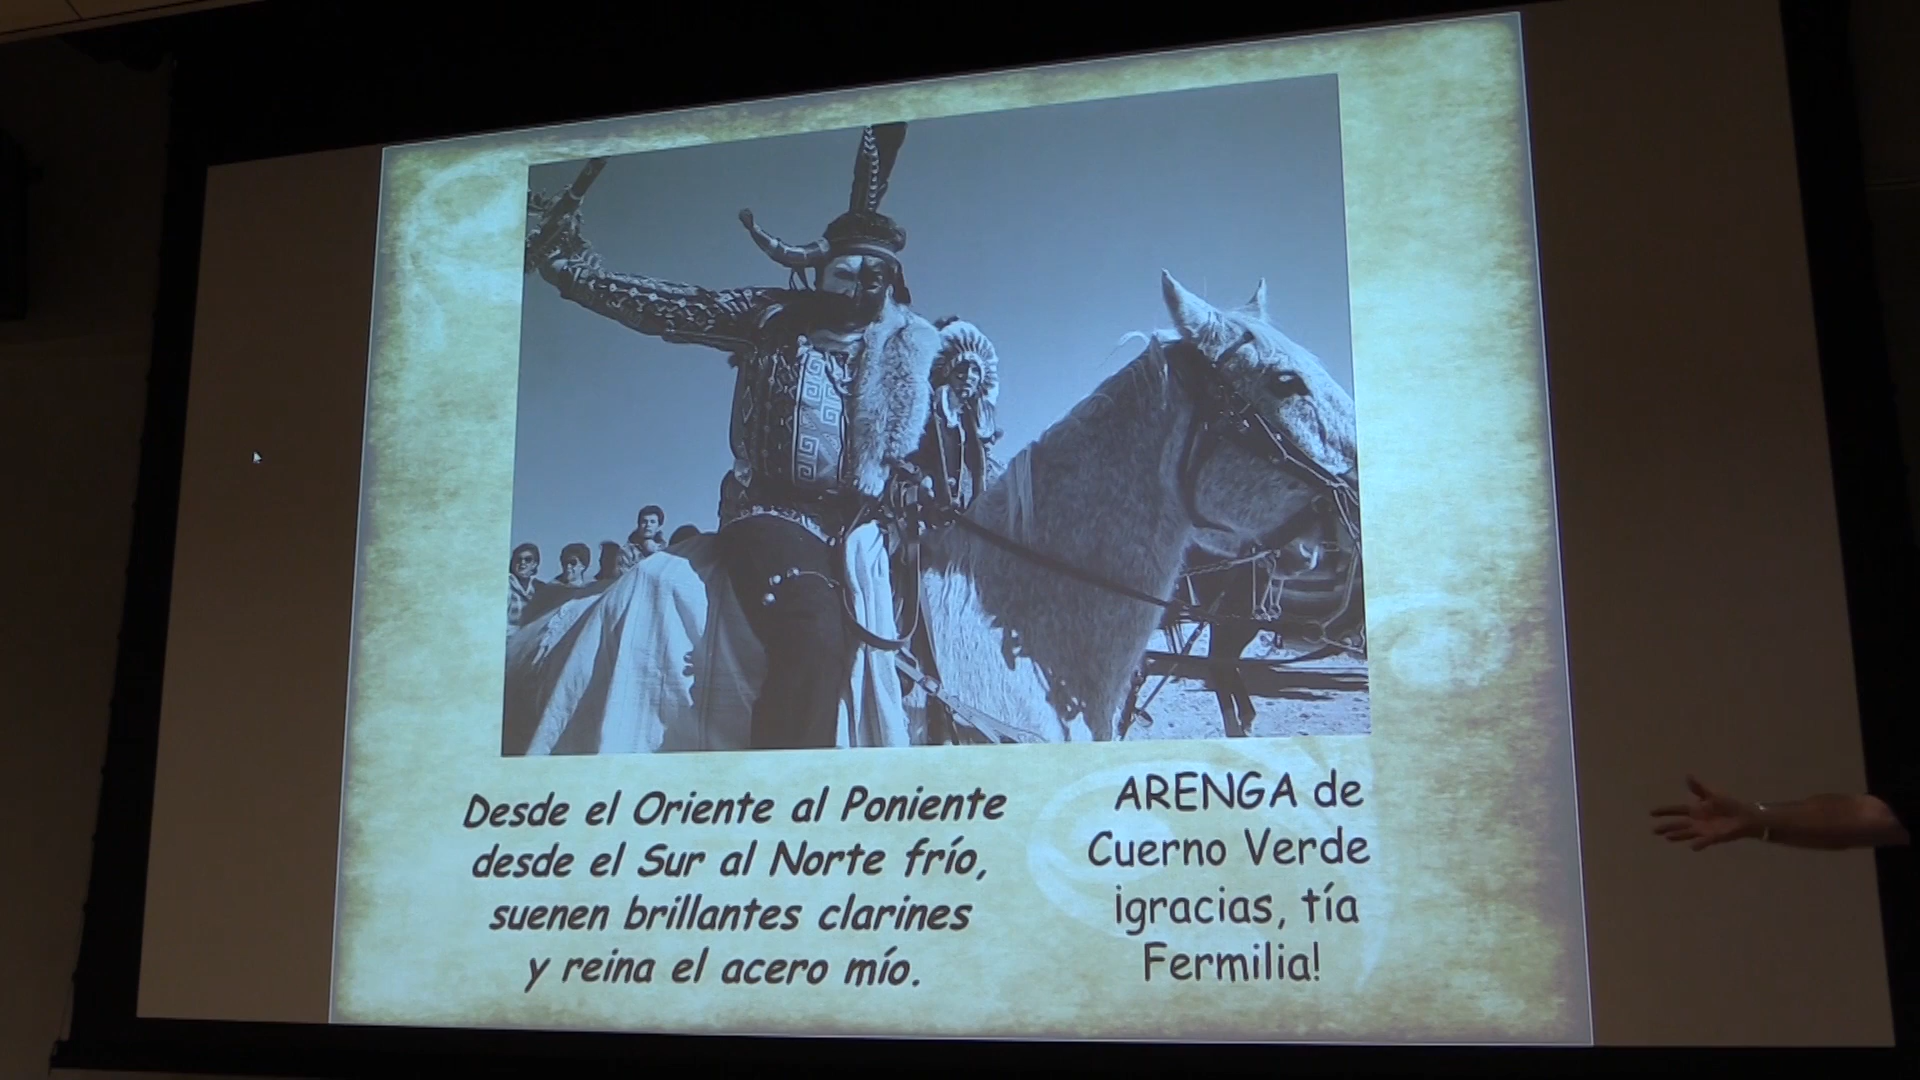 Desde el Oriente al Poniente
desde el Sur al Norte frío,
suenen brillantes clarines
y reina el acero mío.
ARENGA de
Cuerno Verde
¡gracias, tía
Fermilia!